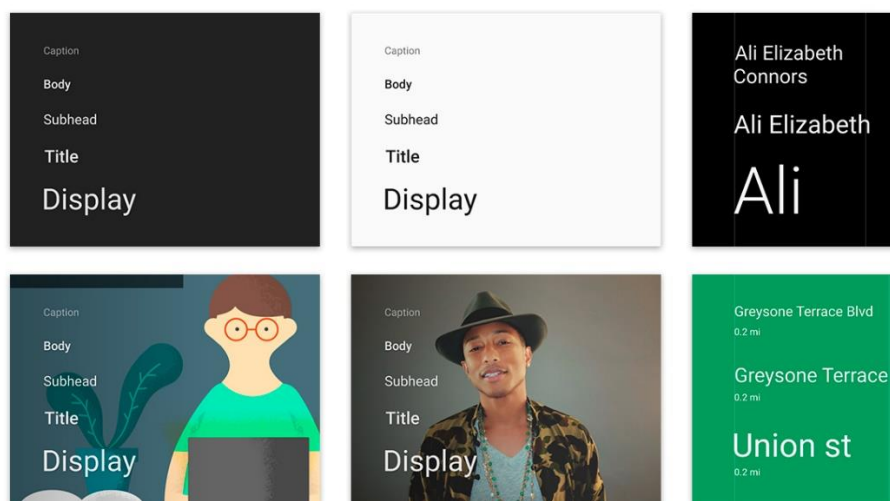 Caption
Body
Subhead
Title
Display
Caption
Body
Subhead
Title
Display
Ali Elizabeth
Connors
Ali Elizabeth
Ali
Caption
Body
Subhead
Title
Display
Caption
Body
Subhead
Title
Display
Greysone Terrace Blvd
0.2 mi
Greysone Terrace
0.2 mi
Union st
0.2 mi